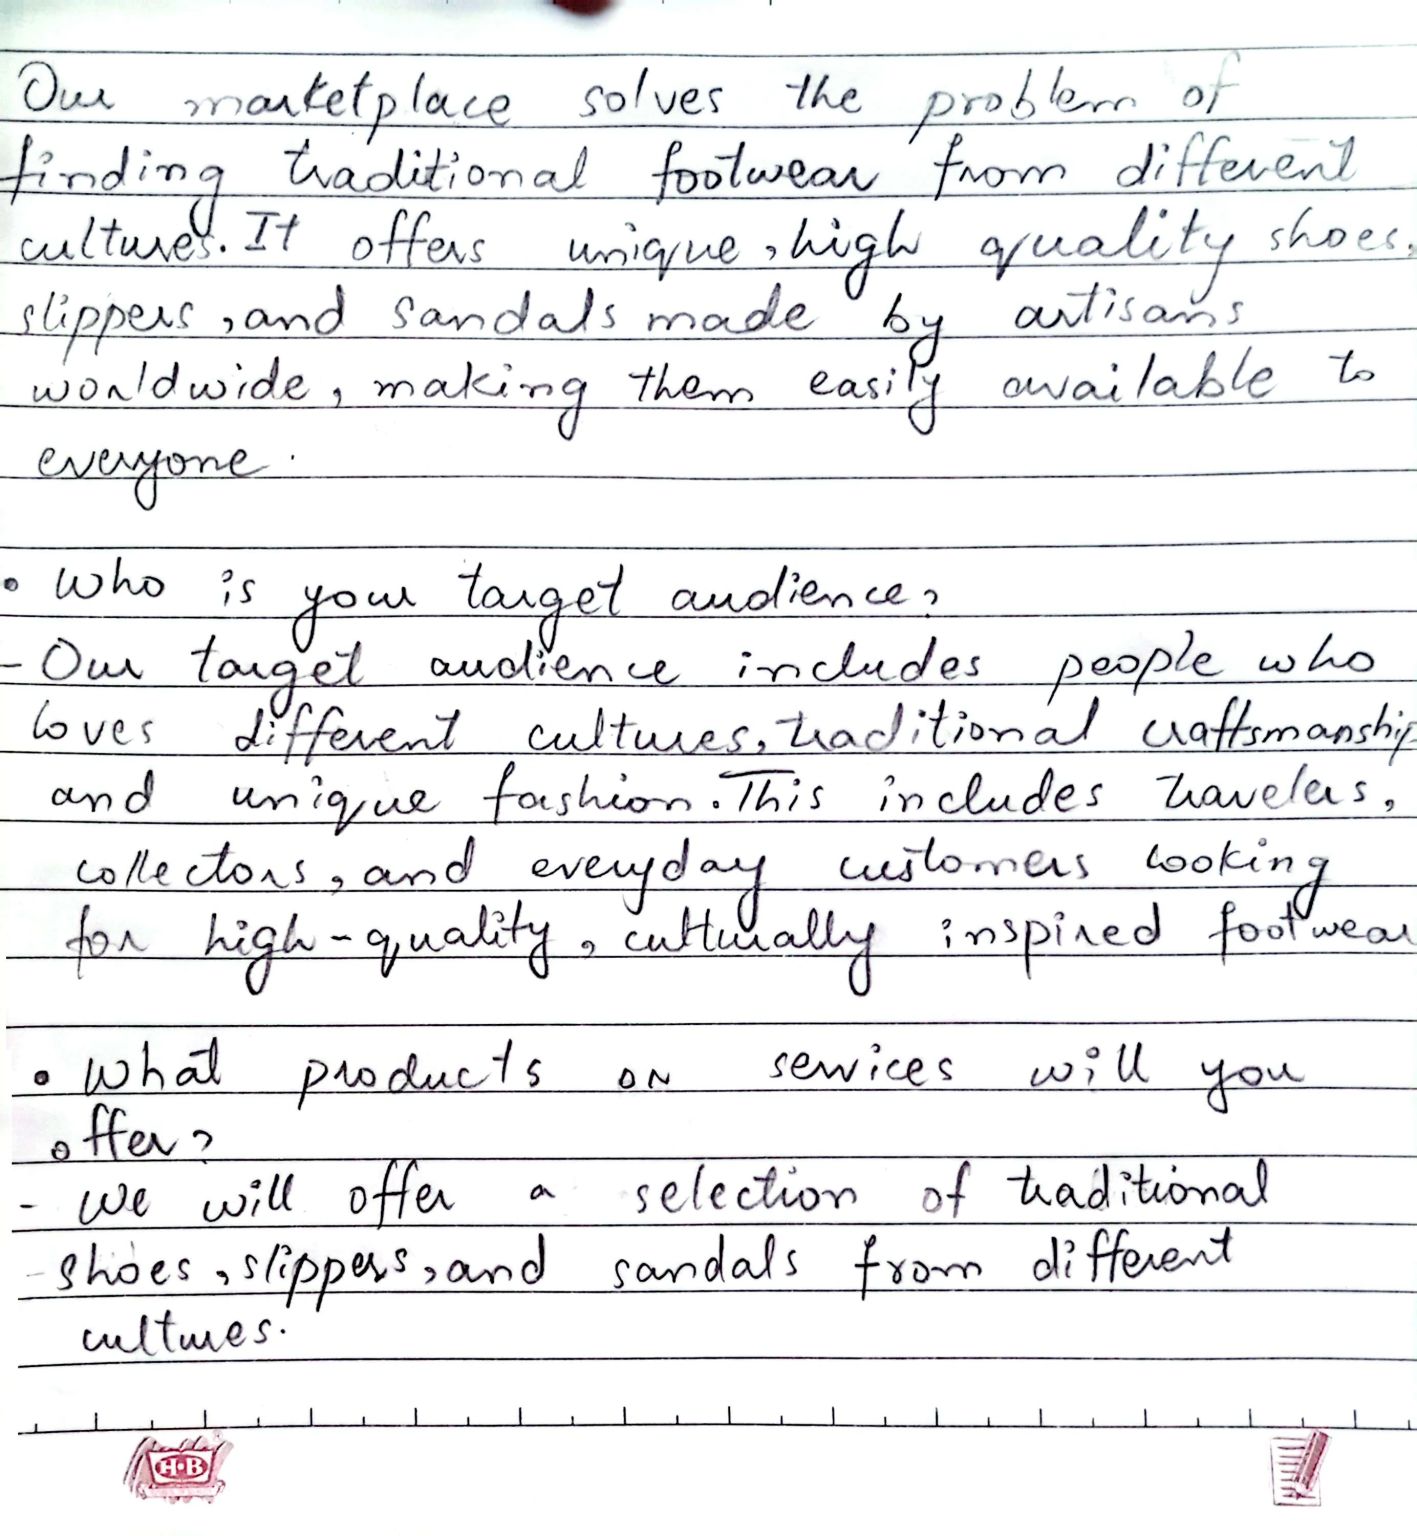 Our marketplace solves the problem of
finding traditional footwear from different
cultures. It offers unique, high quality shoes,
slippers, and sandals made by artisans
worldwide, making them easily available to
everyone.
• Who is your target audience?
- Our target audience includes people who
loves different cultures, traditional craftsmanship
and unique fashion. This includes travelers,
collectors, and everyday customers looking
for high-quality, culturally inspired footwear
• What products or services will you
offer?
- We will offer a selection of traditional
shoes, slippers, and sandals from different
cultures.
H·B